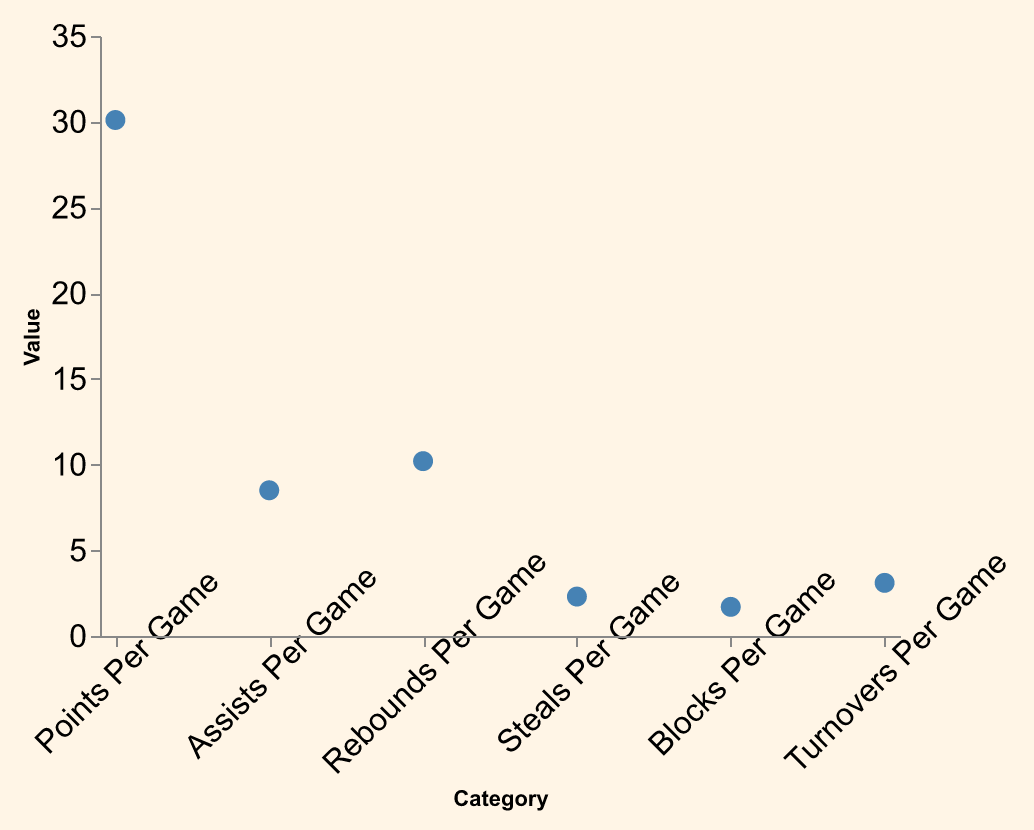 35
30
25
20
15
10
5
0
Value
Points Per Game
Assists Per Game
Rebounds Per Game
Steals Per Game
Blocks Per Game
Turnovers Per Game
Category